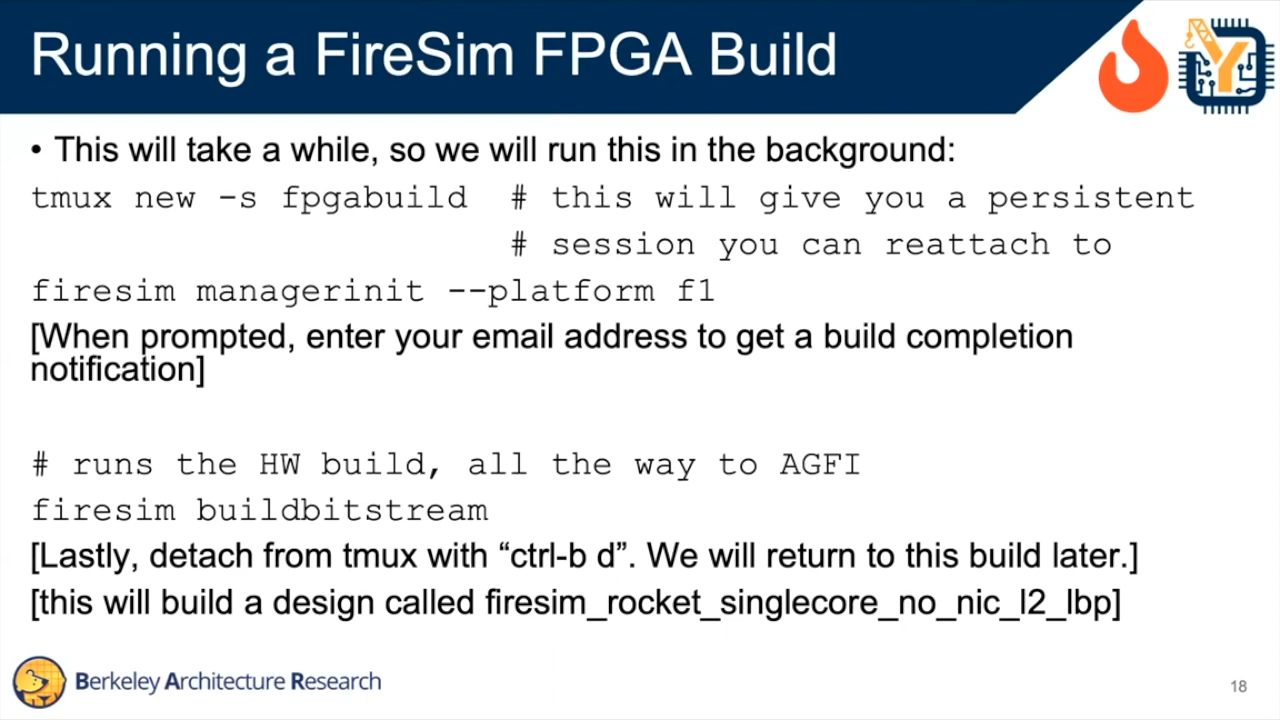 Running a FireSim FPGA Build
• This will take a while, so we will run this in the background:
tmux new -s fpgabuild # this will give you a persistent
# session you can reattach to
firesim managerinit --platform f1
[When prompted, enter your email address to get a build completion
notification]
# runs the HW build, all the way to AGFI
firesim buildbitstream
[Lastly, detach from tmux with “ctrl-b d”. We will return to this build later.]
[this will build a design called firesim_rocket_singlecore_no_nic_l2_lbp]
Berkeley Architecture Research
18